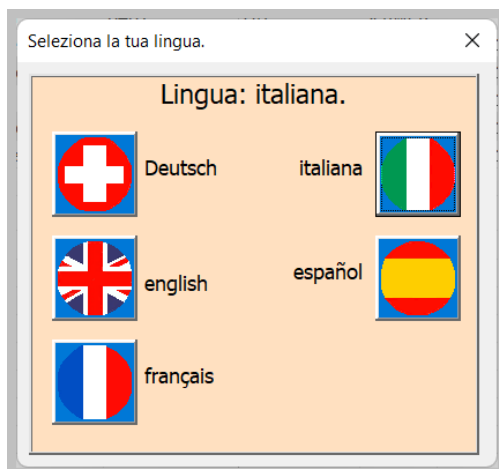 Seleziona la tua lingua.
Lingua: italiana.
Deutsch
italiana
english
español
français